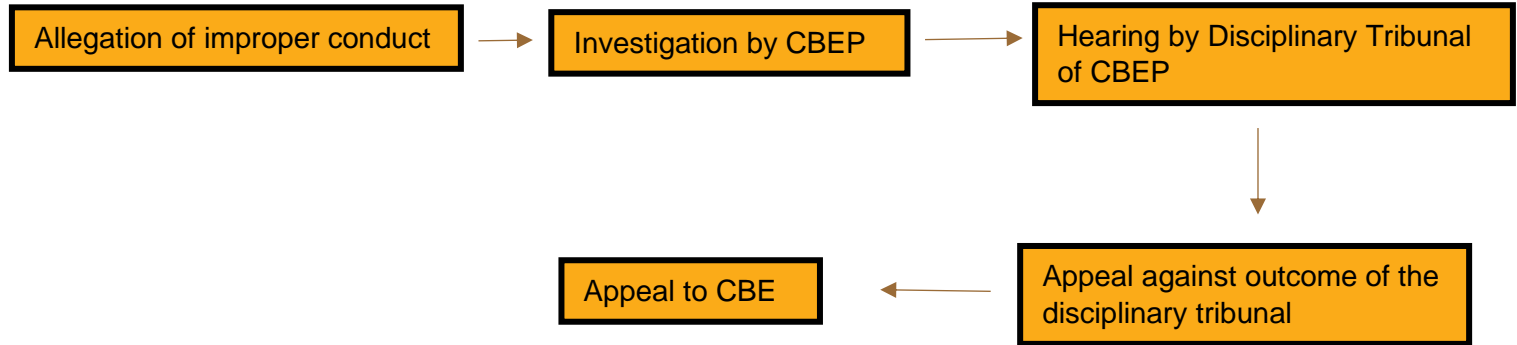 Allegation of improper conduct
Investigation by CBEP
Hearing by Disciplinary Tribunal
of CBEP
Appeal against outcome of the
disciplinary tribunal
Appeal to CBE